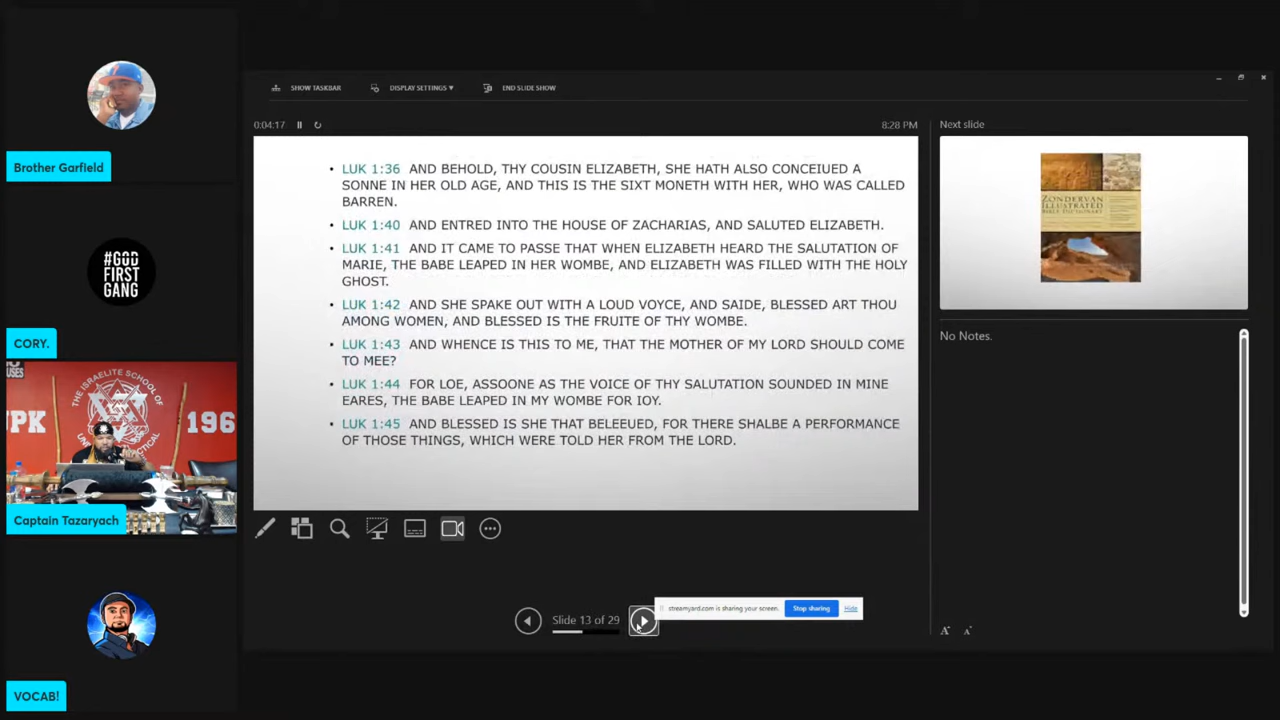 Brother Garfield
#GOD
FIRST
GANG
CORY.
THE ISRAELITE SCHOOL OF
UPK
196
Captain Tazaryach
VOCAB!
SHOW TASKBAR
DISPLAY SETTINGS ▼
END SLIDE SHOW
0:04:17
8:28 PM
• LUK 1:36 AND BEHOLD, THY COUSIN ELIZABETH, SHE HATH ALSO CONCEIUED A
SONNE IN HER OLD AGE, AND THIS IS THE SIXT MONETH WITH HER, WHO WAS CALLED
BARREN.
• LUK 1:40 AND ENTRED INTO THE HOUSE OF ZACHARIAS, AND SALUTED ELIZABETH.
• LUK 1:41 AND IT CAME TO PASSE THAT WHEN ELIZABETH HEARD THE SALUTATION OF
MARIE, THE BABE LEAPED IN HER WOMBE, AND ELIZABETH WAS FILLED WITH THE HOLY
GHOST.
• LUK 1:42 AND SHE SPAKE OUT WITH A LOUD VOYCE, AND SAIDE, BLESSED ART THOU
AMONG WOMEN, AND BLESSED IS THE FRUITE OF THY WOMBE.
• LUK 1:43 AND WHENCE IS THIS TO ME, THAT THE MOTHER OF MY LORD SHOULD COME
TO MEE?
• LUK 1:44 FOR LOE, ASSOONE AS THE VOICE OF THY SALUTATION SOUNDED IN MINE
EARES, THE BABE LEAPED IN MY WOMBE FOR IOY.
• LUK 1:45 AND BLESSED IS SHE THAT BELEEUED, FOR THERE SHALBE A PERFORMANCE
OF THOSE THINGS, WHICH WERE TOLD HER FROM THE LORD.
Slide 13 of 29
streamyard.com is sharing your screen.
Stop sharing
Hide
Next slide
ZONDERVAN
ILLUSTRATED
BIBLE DICTIONARY
No Notes.
A A